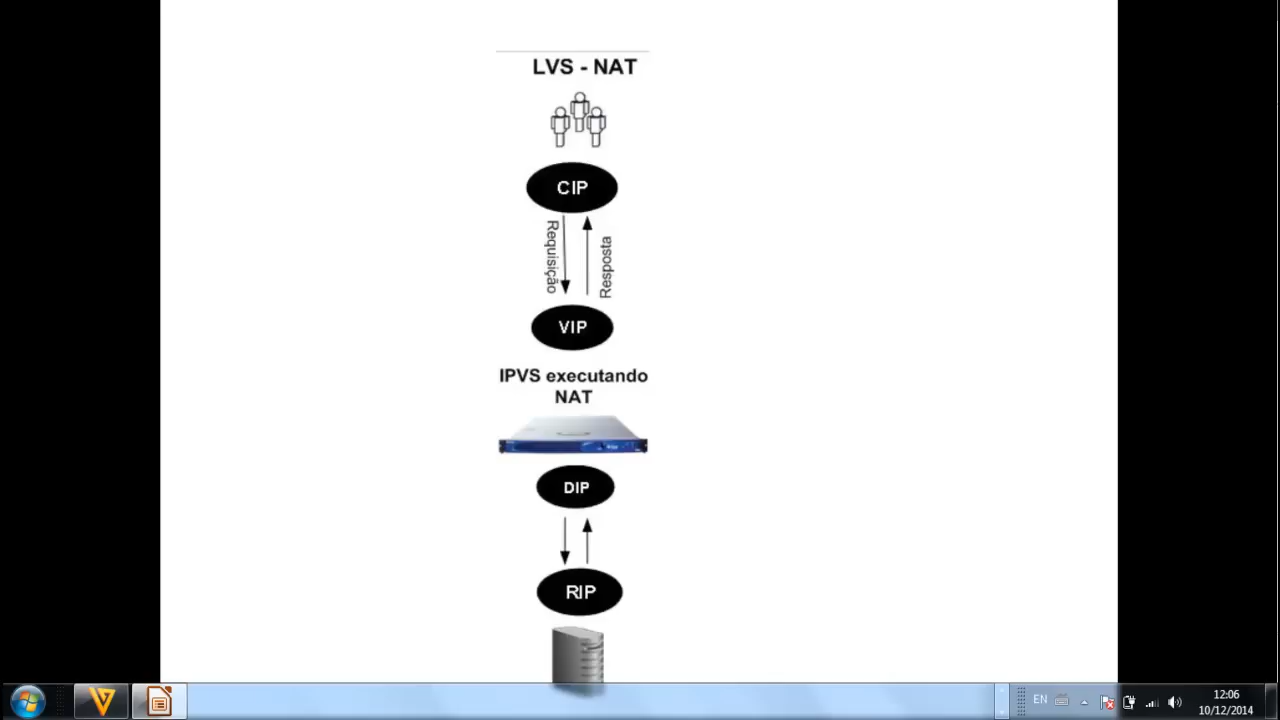 LVS - NAT
CIP
Requisição
Resposta
VIP
IPVS executando
NAT
DIP
RIP
EN
12:06
10/12/2014